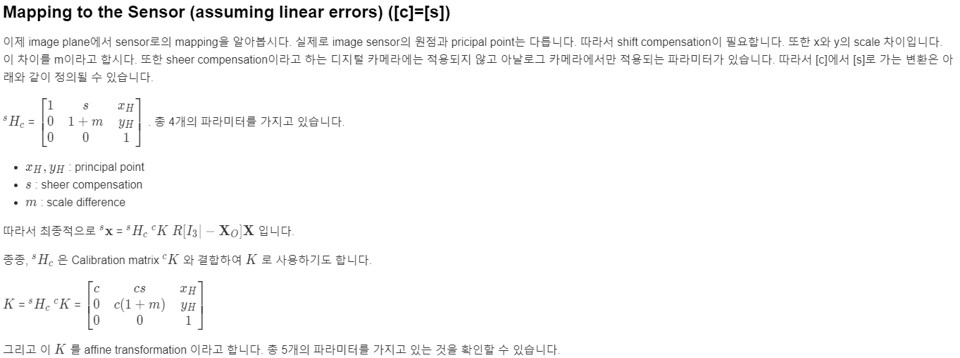 Mapping to the Sensor (assuming linear errors) ([c]=[s])
이제 image plane에서 sensor로의 mapping을 알아봅시다. 실제로 image sensor의 원점과 pricipal point는 다릅니다. 따라서 shift compensation이 필요합니다. 또한 x와 y의 scale 차이입니다.
이 차이를 m이라고 합시다. 또한 sheer compensation이라고 하는 디지털 카메라에는 적용되지 않고 아날로그 카메라에서만 적용되는 파라미터가 있습니다. 따라서 [c]에서 [s]로 가는 변환은 아
래와 같이 정의될 수 있습니다.
$^sH_c$ = $\begin{bmatrix} 1 & s & x_H \\ 0 & 1+m & y_H \\ 0 & 0 & 1 \end{bmatrix}$ . 종 4개의 파라미터를 가지고 있습니다.
• $x_H, y_H$ : principal point
• $s$ : sheer compensation
• $m$ : scale difference
따라서 최종적으로 $^s\mathbf{x}$ = $^sH_c\ ^cK\ R[I_3| - \mathbf{X}_O]\mathbf{X}$ 입니다.
종종, $^sH_c$ 은 Calibration matrix $^cK$ 와 결합하여 $K$ 로 사용하기도 합니다.
$K$ = $^sH_c\ ^cK$ = $\begin{bmatrix} c & cs & x_H \\ 0 & c(1+m) & y_H \\ 0 & 0 & 1 \end{bmatrix}$
그리고 이 $K$ 를 affine transformation 이라고 합니다. 종 5개의 파라미터를 가지고 있는 것을 확인할 수 있습니다.